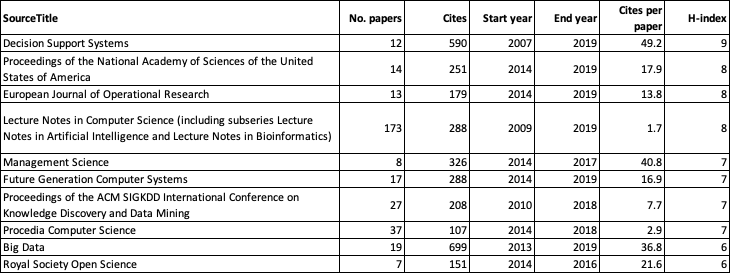 SourceTitle No. papers Cites Start year End year Cites per paper H-index
Decision Support Systems 12 590 2007 2019 49.2 9
Proceedings of the National Academy of Sciences of the United
States of America 14 251 2014 2019 17.9 8
European Journal of Operational Research 13 179 2014 2019 13.8 8
Lecture Notes in Computer Science (including subseries Lecture
Notes in Artificial Intelligence and Lecture Notes in Bioinformatics) 173 288 2009 2019 1.7 8
Management Science 8 326 2014 2017 40.8 7
Future Generation Computer Systems 17 288 2014 2019 16.9 7
Proceedings of the ACM SIGKDD International Conference on
Knowledge Discovery and Data Mining 27 208 2010 2018 7.7 7
Procedia Computer Science 37 107 2014 2018 2.9 7
Big Data 19 699 2013 2019 36.8 6
Royal Society Open Science 7 151 2014 2016 21.6 6